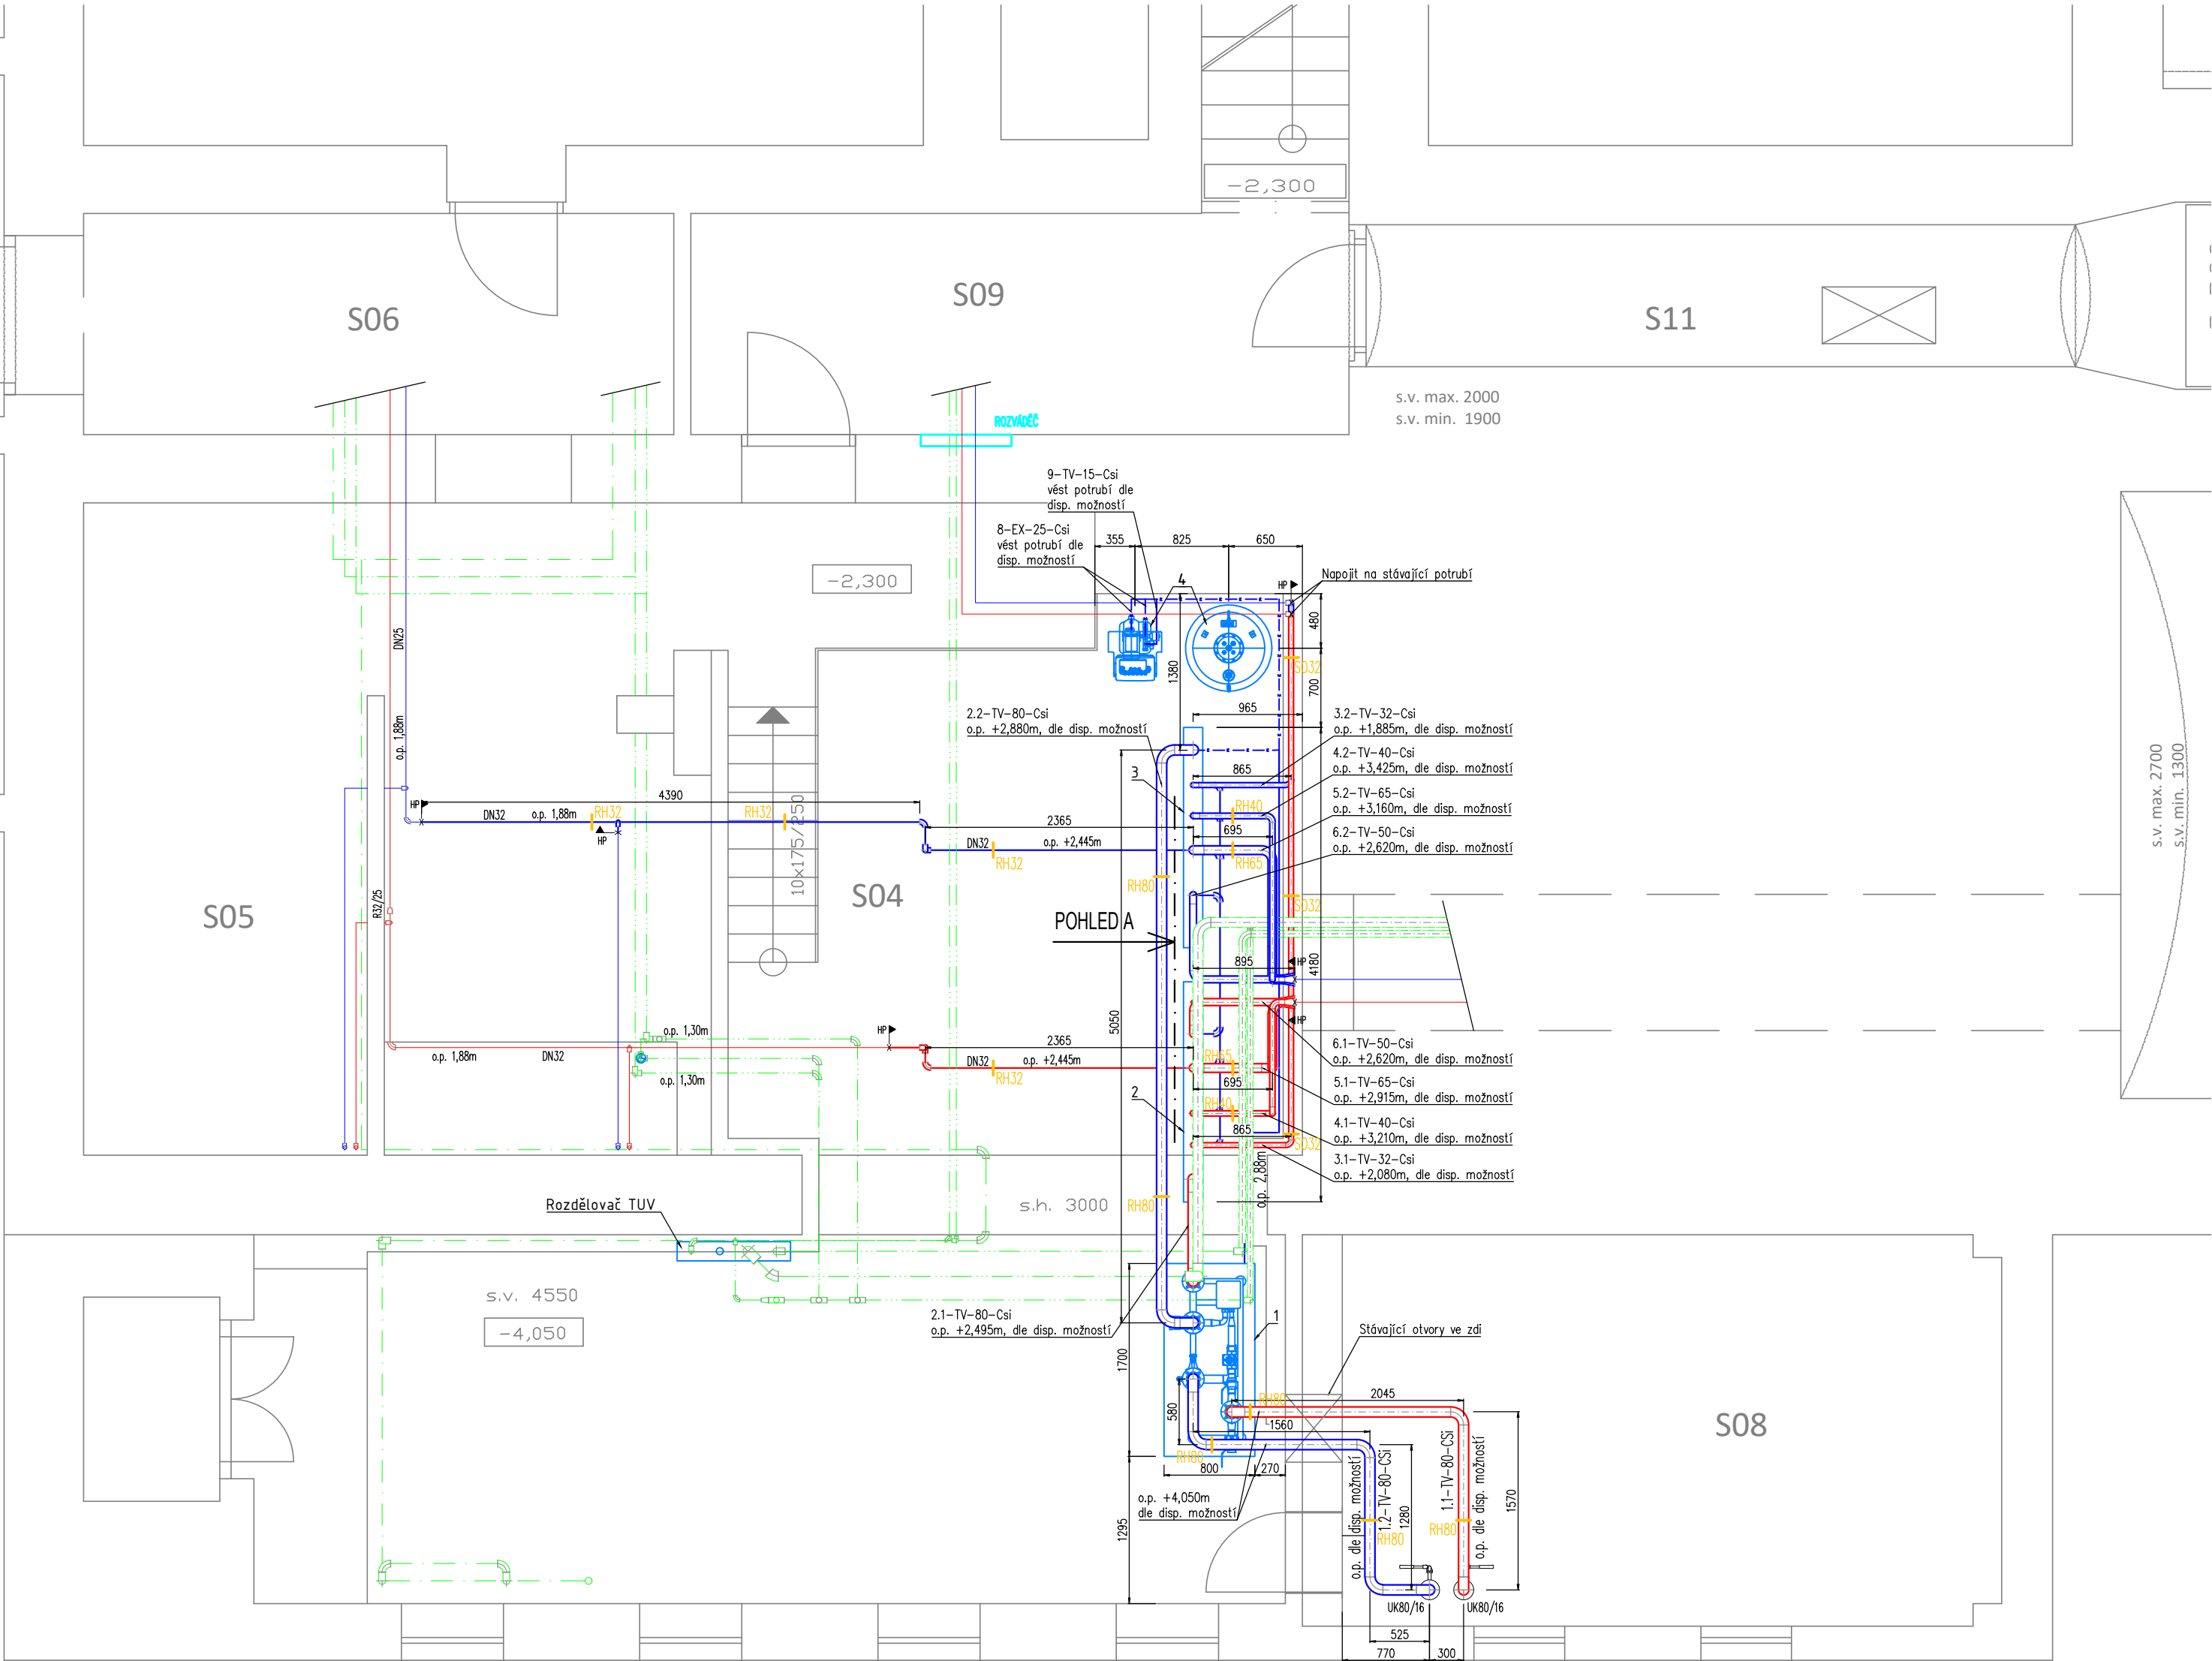 -2,300
S06
S09
S11
s.v. max. 2000
s.v. min. 1900
ROZVÁDĚČ
9-TV-15-Csi
vést potrubí dle
disp. možností
8-EX-25-Csi
vést potrubí dle
disp. možností
355
825
650
4
HP
Napojit na stávající potrubí
-2,300
480
DN25
o.p. 1,88m
1380
SD32
700
965
2.2-TV-80-Csi
o.p. +2,880m, dle disp. možností
3.2-TV-32-Csi
o.p. +1,885m, dle disp. možností
4.2-TV-40-Csi
o.p. +3,425m, dle disp. možností
5.2-TV-65-Csi
o.p. +3,160m, dle disp. možností
6.2-TV-50-Csi
o.p. +2,620m, dle disp. možností
s.v. max. 2700
s.v. min. 1300
3
865
4390
HP
DN32
o.p. 1,88m
RH32
RH32
HP
10x175/250
2365
RH40
695
DN32
o.p. +2,445m
RH32
RH65
RH80
S05
R32/25
S04
SD32
POHLED A
895
HP
4180
5050
HP
o.p. 1,30m
HP
o.p. 1,88m
DN32
o.p. 1,30m
2365
DN32
o.p. +2,445m
RH32
RH65
695
6.1-TV-50-Csi
o.p. +2,620m, dle disp. možností
5.1-TV-65-Csi
o.p. +2,915m, dle disp. možností
4.1-TV-40-Csi
o.p. +3,210m, dle disp. možností
3.1-TV-32-Csi
o.p. +2,080m, dle disp. možností
2
RH40
865
SD32
o.p. 2,88m
Rozdělovač TUV
s.h. 3000
RH80
s.v. 4550
-4,050
2.1-TV-80-Csi
o.p. +2,495m, dle disp. možností
1
Stávající otvory ve zdi
1700
580
RH80
2045
1560
RH80
S08
800
270
o.p. +4,050m
dle disp. možností
1295
o.p. dle disp. možností
1.2-TV-80-CSi
1280
RH80
1.1-TV-80-CSi
RH80
o.p. dle disp. možností
1570
UK80/16
UK80/16
525
770
300